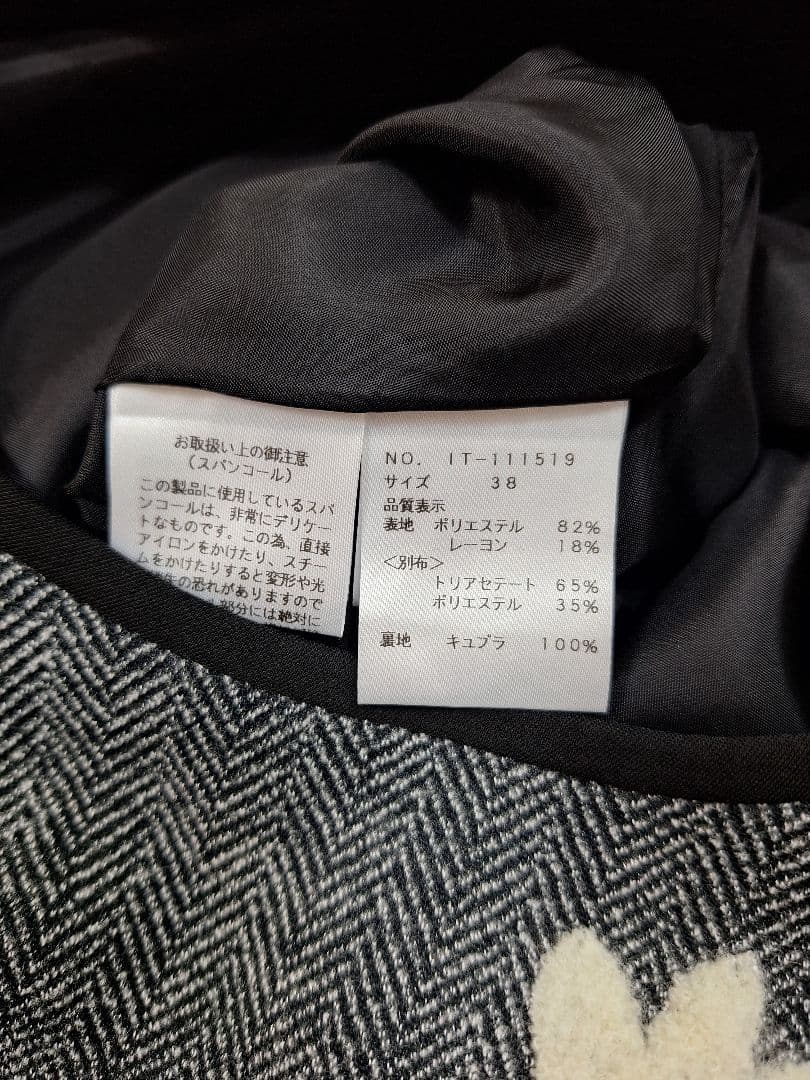 お取扱い上の御注意
(スパンコール)
この製品に使用しているスパ
ンコールは、非常にデリケー
トなものです。この為、直接
アイロンをかけたり、スチー
ムをかけたりすると変形や光
の恐れがありますので
部分には絶対に
NO. IT-111519
サイズ 38
品質表示
表地 ポリエステル 82%
レーヨン 18%
<別布>
トリアセテート 65%
ポリエステル 35%
裏地 キュプラ 100%